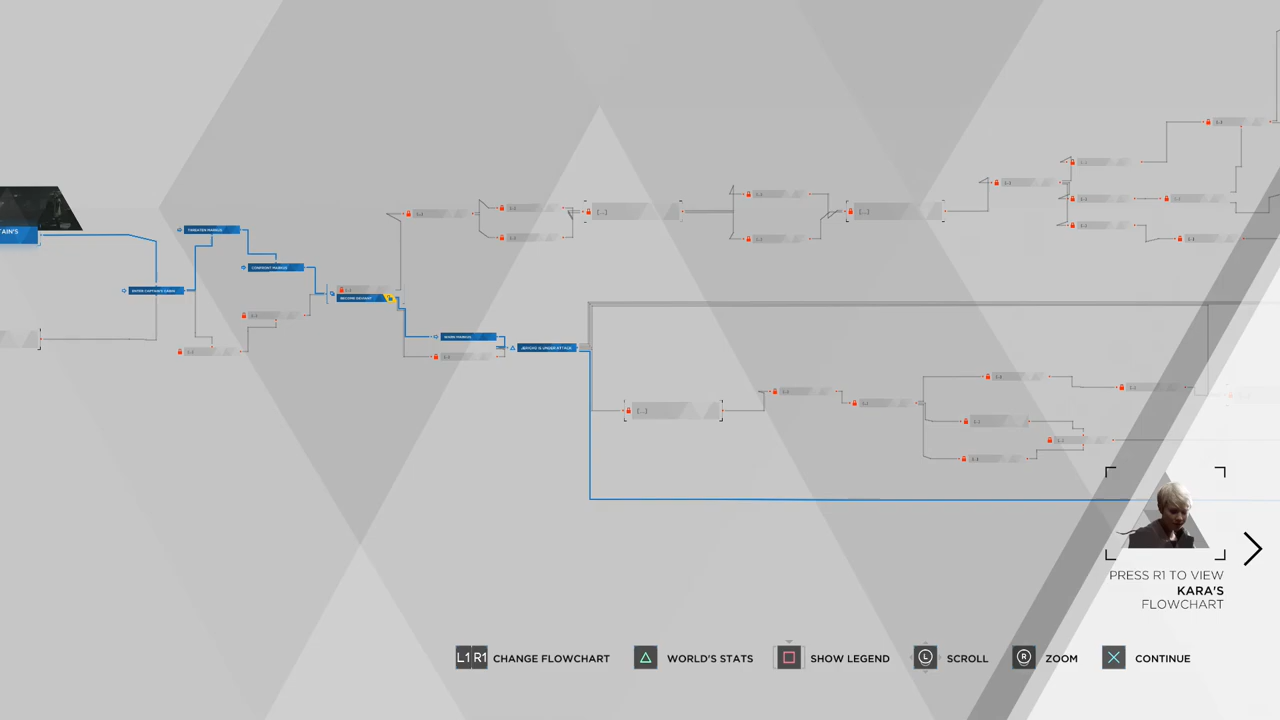 TAIN'S
THREATEN MARKUS
CONFRONT MARKUS
ENTER CAPTAIN'S CABIN
[...]
[...]
BECOME DEVIANT
WARN MARKUS
JERICHO IS UNDER ATTACK
[...]
PRESS R1 TO VIEW
KARA'S
FLOWCHART
L1 R1 CHANGE FLOWCHART
WORLD'S STATS
SHOW LEGEND
L SCROLL
R ZOOM
CONTINUE